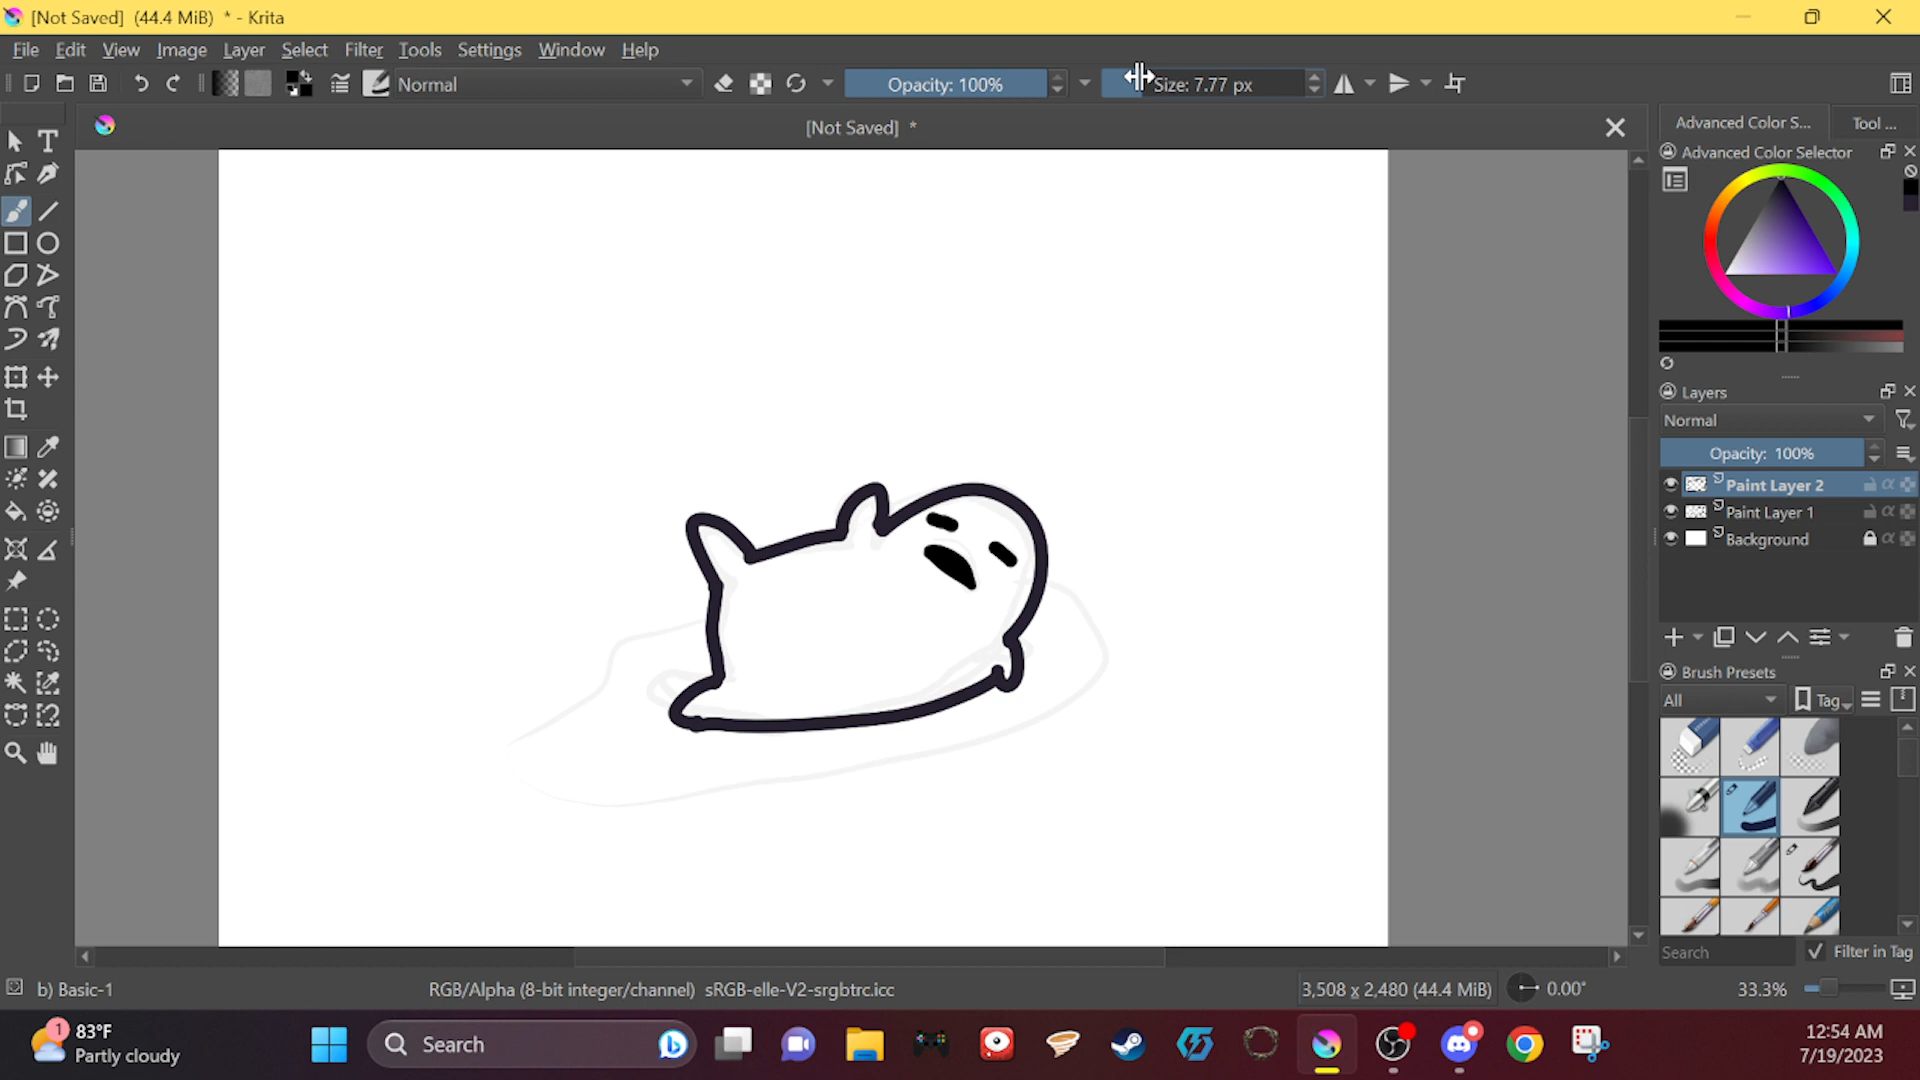 [Not Saved] (44.4 MiB) * - Krita
File Edit View Image Layer Select Filter Tools Settings Window Help
Normal
Opacity: 100%
Size: 7.77 px
[Not Saved] *
Advanced Color S...
Tool ...
Advanced Color Selector
Layers
Normal
Opacity: 100%
Paint Layer 2
Paint Layer 1
Background
Brush Presets
All
Tag
Search
Filter in Tag
b) Basic-1
RGB/Alpha (8-bit integer/channel) sRGB-elle-V2-srgbtrc.icc
3,508 x 2,480 (44.4 MiB)
0.00°
33.3%
1
83°F
Partly cloudy
Search
12:54 AM
7/19/2023